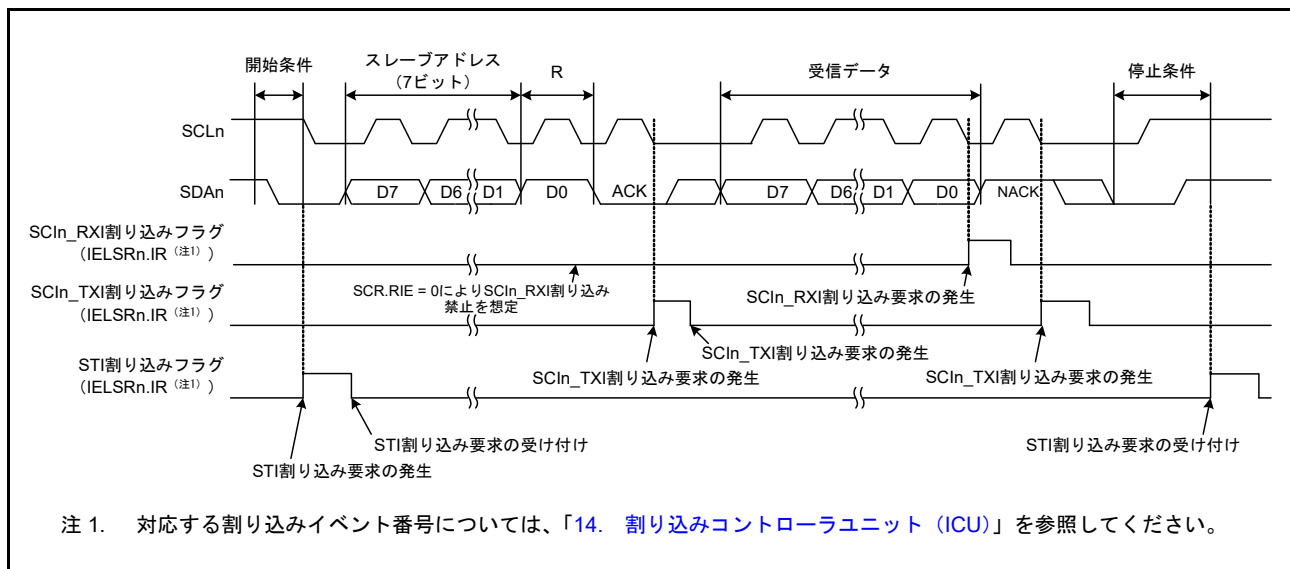 開始条件
スレーブアドレス
(7ビット)
R
受信データ
停止条件
SCLn
SDAn
D7
D6
D1
D0
ACK
D7
D6
D1
D0
NACK
SCIn_RXI割り込みフラグ
(IELSRn.IR (注1) )
SCR.RIE = 0によりSCIn_RXI割り込み
禁止を想定
SCIn_RXI割り込み要求の発生
SCIn_TXI割り込みフラグ
(IELSRn.IR (注1) )
SCIn_TXI割り込み要求の発生
SCIn_TXI割り込み要求の発生
SCIn_TXI割り込み要求の発生
STI割り込みフラグ
(IELSRn.IR (注1) )
STI割り込み要求の受け付け
STI割り込み要求の発生
STI割り込み要求の受け付け
注 1. 対応する割り込みイベント番号については、「14. 割り込みコントローラユニット（ICU）」を参照してください。